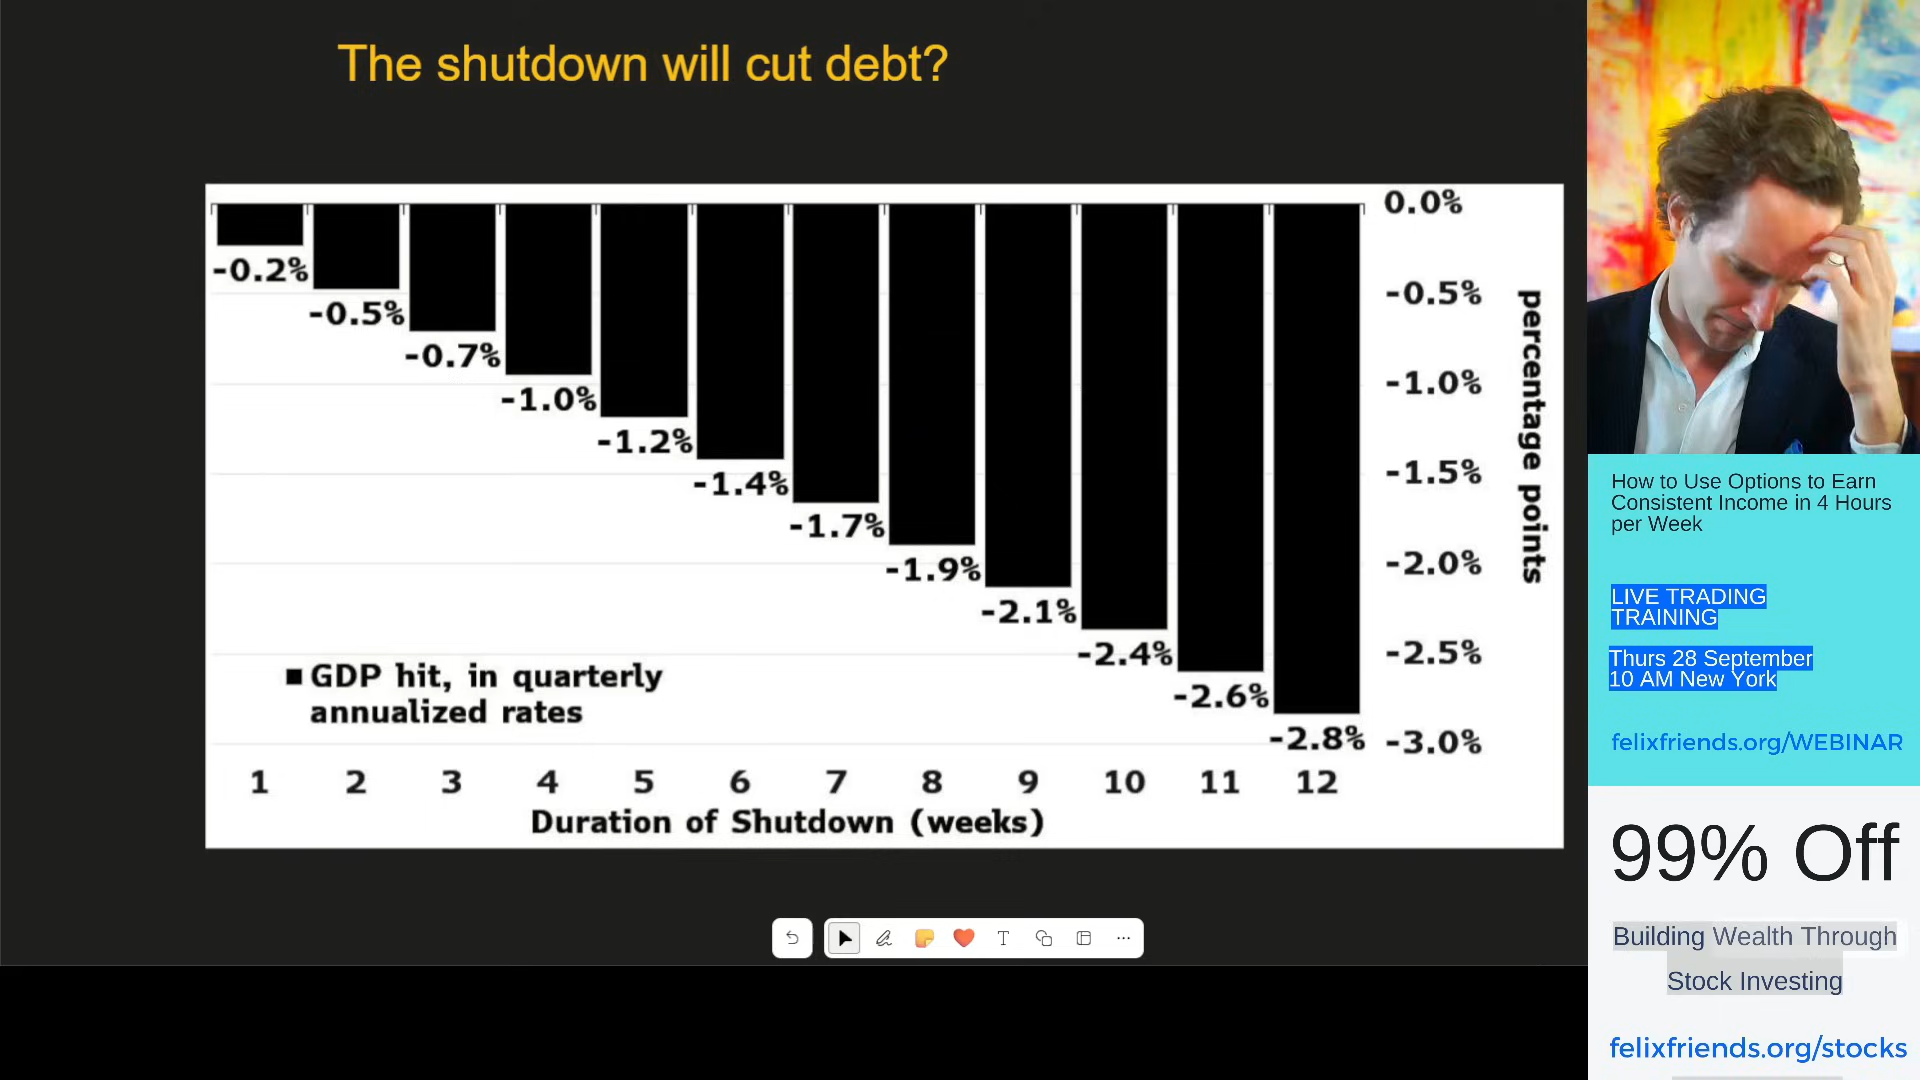 The shutdown will cut debt?
0.0%
-0.5%
-1.0%
-1.5%
-2.0%
-2.5%
-3.0%
percentage points
-0.2%
-0.5%
-0.7%
-1.0%
-1.2%
-1.4%
-1.7%
-1.9%
-2.1%
-2.4%
-2.6%
-2.8%
GDP hit, in quarterly
annualized rates
1 2 3 4 5 6 7 8 9 10 11 12
Duration of Shutdown (weeks)
T
How to Use Options to Earn
Consistent Income in 4 Hours
per Week
LIVE TRADING
TRAINING
Thurs 28 September
10 AM New York
felixfriends.org/WEBINAR
99% Off
Building Wealth Through
Stock Investing
felixfriends.org/stocks